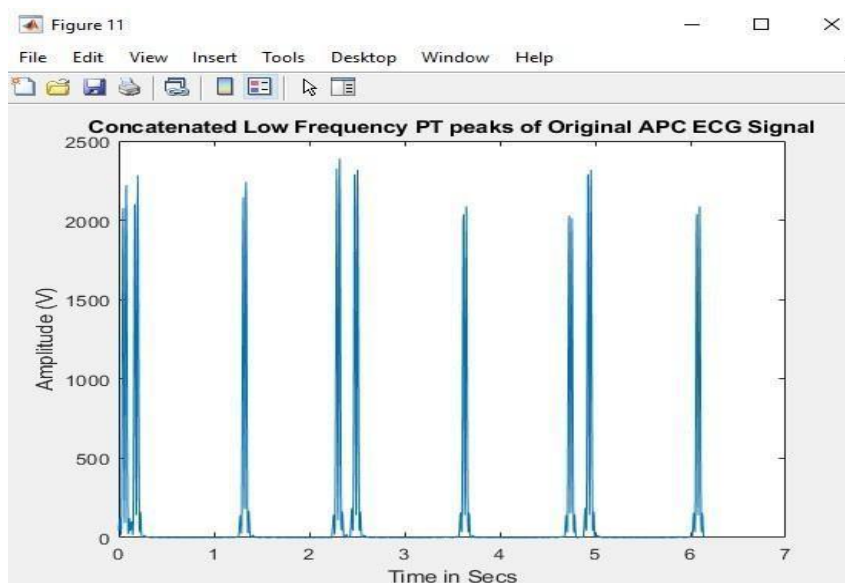 Figure 11
File Edit View Insert Tools Desktop Window Help
Concatenated Low Frequency PT peaks of Original APC ECG Signal
2500
2000
1500
1000
500
0
Amplitude (V)
0 1 2 3 4 5 6 7
Time in Secs